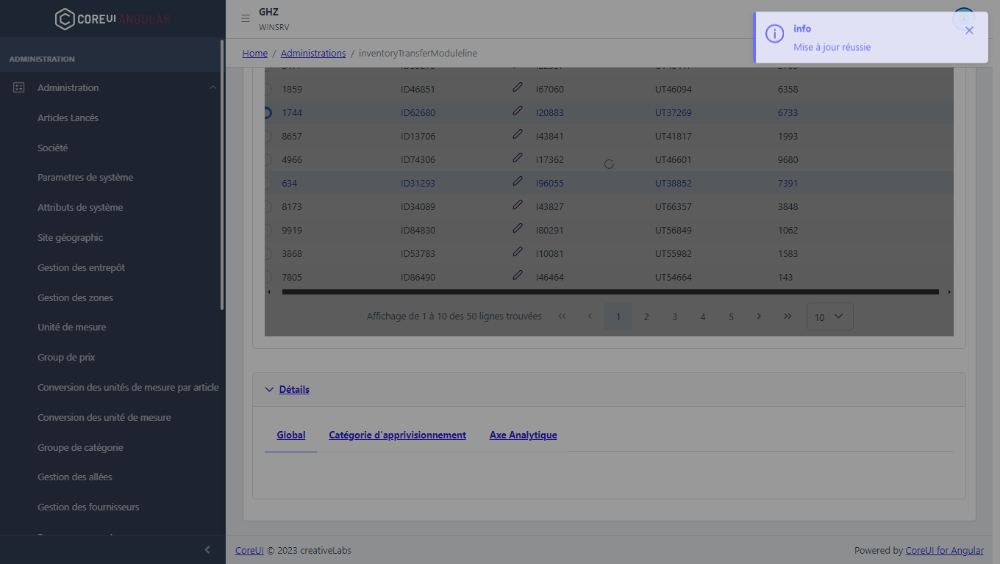 COREUI ANGULAR
GHZ
WINSRV
info
Mise à jour réussie
Home / Administrations / inventoryTransferModuleline
ADMINISTRATION
Administration
Articles Lancés
Société
Parametres de système
Attributs de système
Site géographic
Gestion des entrepôt
Gestion des zones
Unité de mesure
Group de prix
Conversion des unités de mesure par article
Conversion des unité de mesure
Groupe de catégorie
Gestion des allées
Gestion des fournisseurs
1859 ID46851 I67060 UT46094 6358
1744 ID62680 I20883 UT37269 6733
8657 ID13706 I43841 UT41817 1993
4966 ID74306 I17362 UT46601 9680
634 ID31293 I96055 UT38852 7391
8173 ID34089 I43827 UT66357 3848
9919 ID84830 I80291 UT56849 1062
3868 ID53783 I10081 UT55982 1583
7805 ID86490 I46464 UT54664 143
Affichage de 1 à 10 des 50 lignes trouvées « ‹ 1 2 3 4 5 › » 10
Détails
Global Catégorie d'apprivisionnement Axe Analytique
CoreUI © 2023 creativeLabs
Powered by CoreUI for Angular